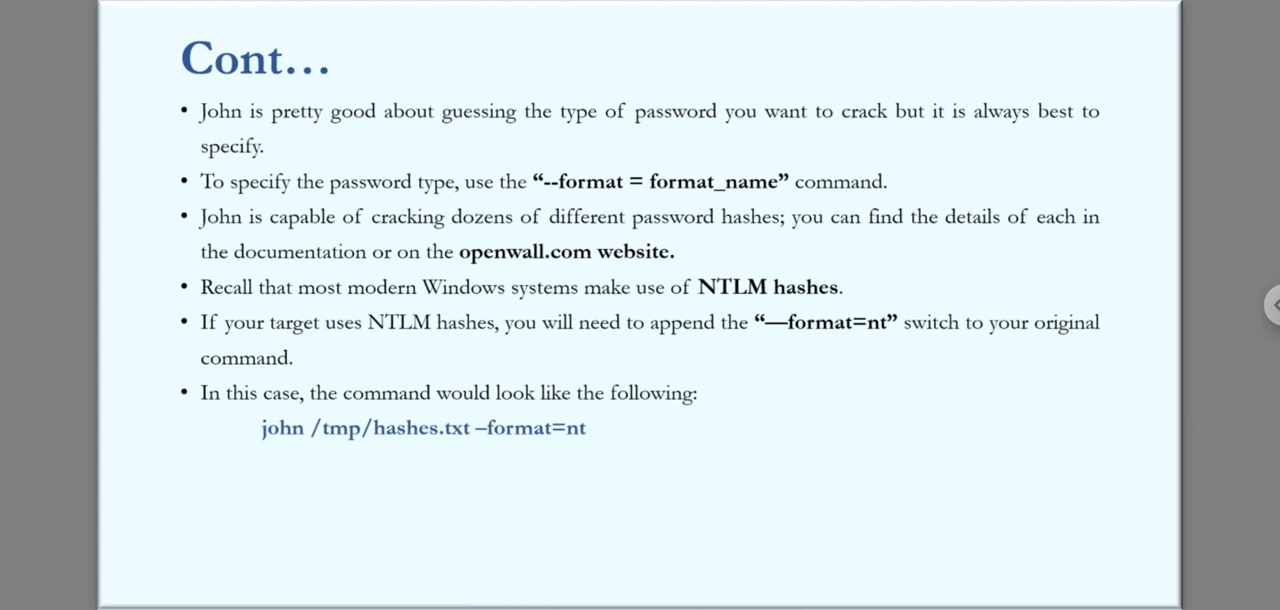 Cont…
• John is pretty good about guessing the type of password you want to crack but it is always best to
specify.
• To specify the password type, use the “--format = format_name” command.
• John is capable of cracking dozens of different password hashes; you can find the details of each in
the documentation or on the openwall.com website.
• Recall that most modern Windows systems make use of NTLM hashes.
• If your target uses NTLM hashes, you will need to append the “—format=nt” switch to your original
command.
• In this case, the command would look like the following:
john /tmp/hashes.txt –format=nt